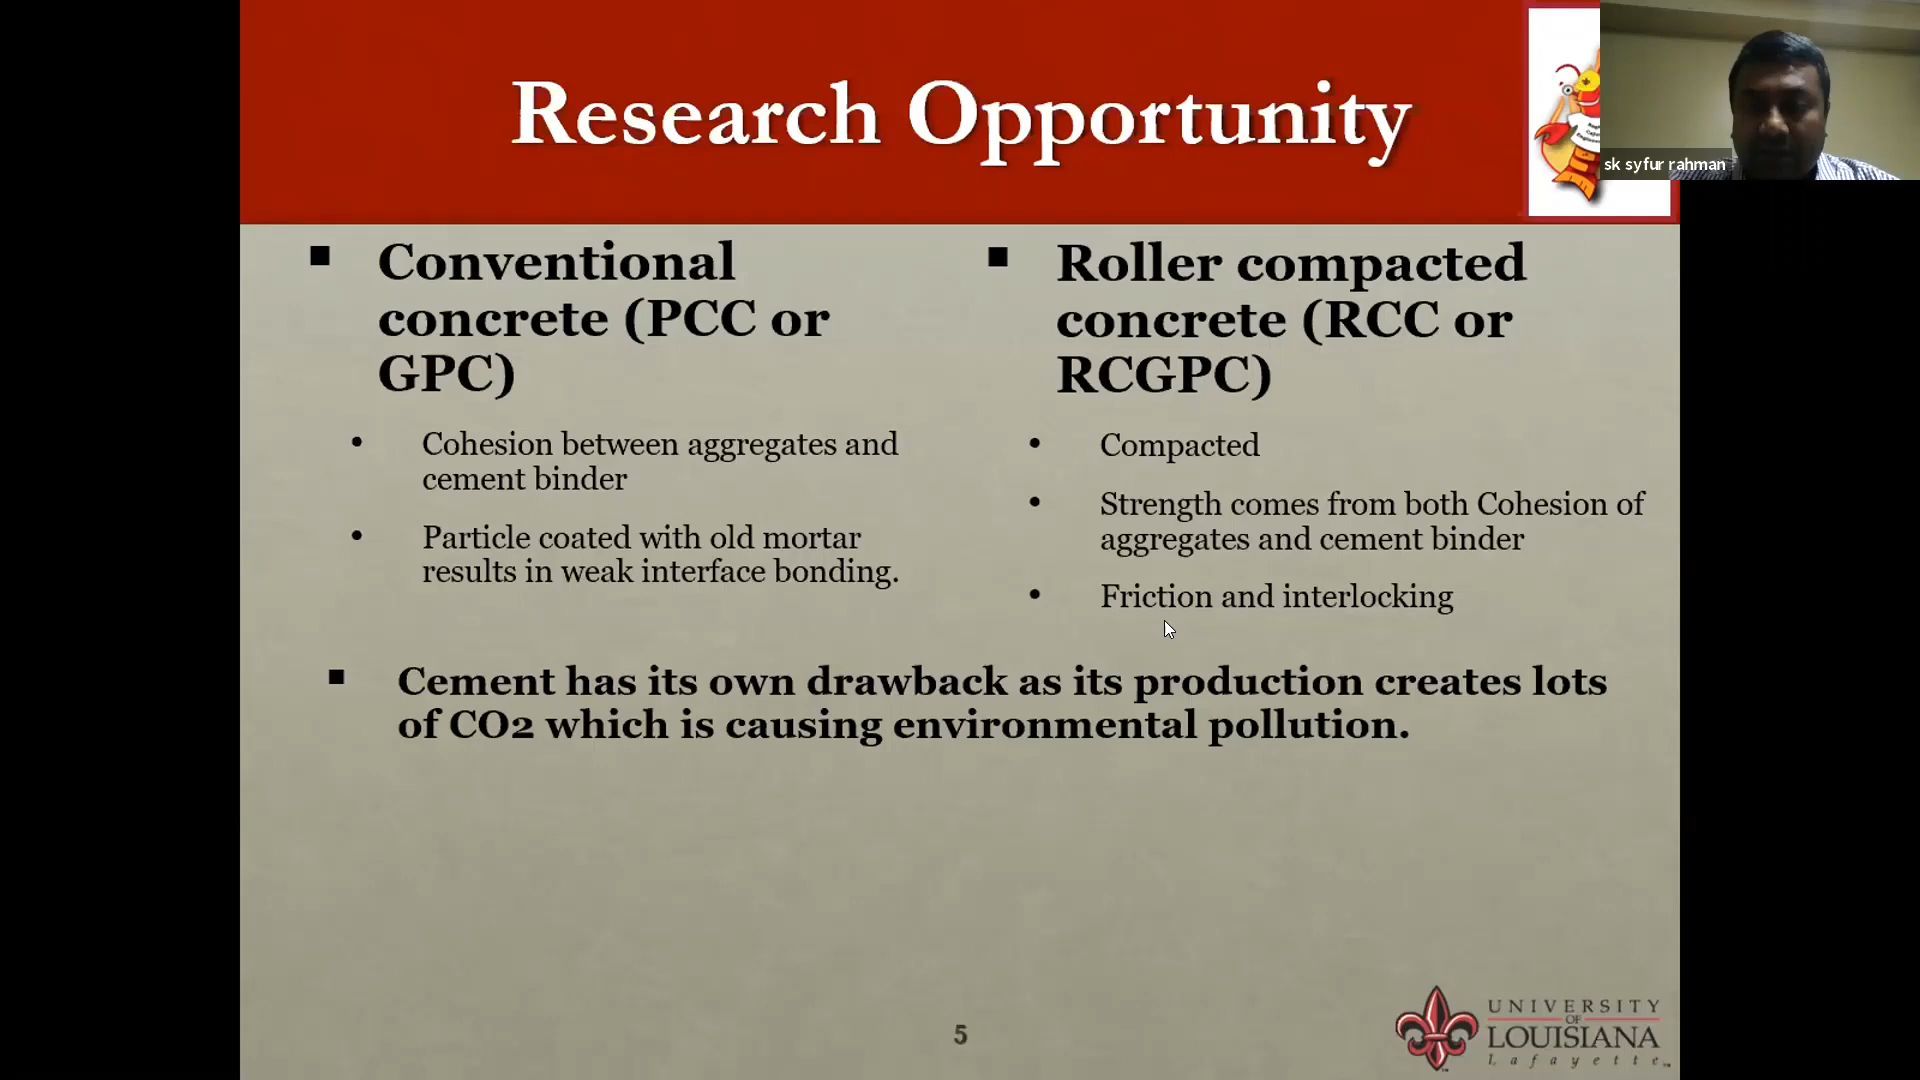 Research Opportunity
sk syfur rahman
Conventional
concrete (PCC or
GPC)
Cohesion between aggregates and
cement binder
Particle coated with old mortar
results in weak interface bonding.
Roller compacted
concrete (RCC or
RCGPC)
Compacted
Strength comes from both Cohesion of
aggregates and cement binder
Friction and interlocking
Cement has its own drawback as its production creates lots
of CO2 which is causing environmental pollution.
5
UNIVERSITY
OF
LOUISIANA
Lafayette